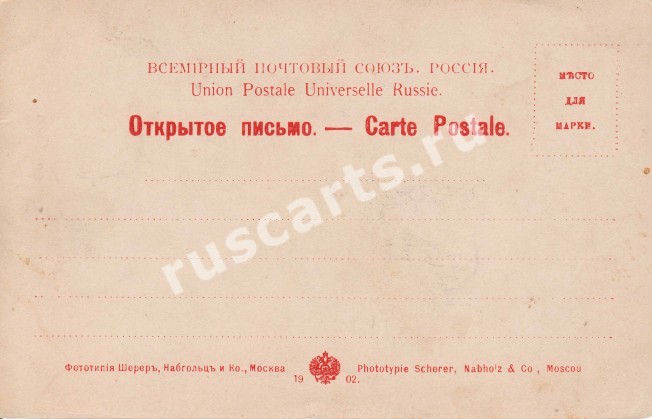 ВСЕМІРНЫЙ ПОЧТОВЫЙ СОЮЗЪ. РОССІЯ.
Union Postale Universelle Russie.
Открытое письмо. — Carte Postale.
МѢСТО
ДЛЯ
МАРКИ.
ruscarts.ru
Фототипія Шереръ, Набгольцъ и Ко., Москва
Phototypie Scherer, Nabholz & Co, Moscou
19 02.